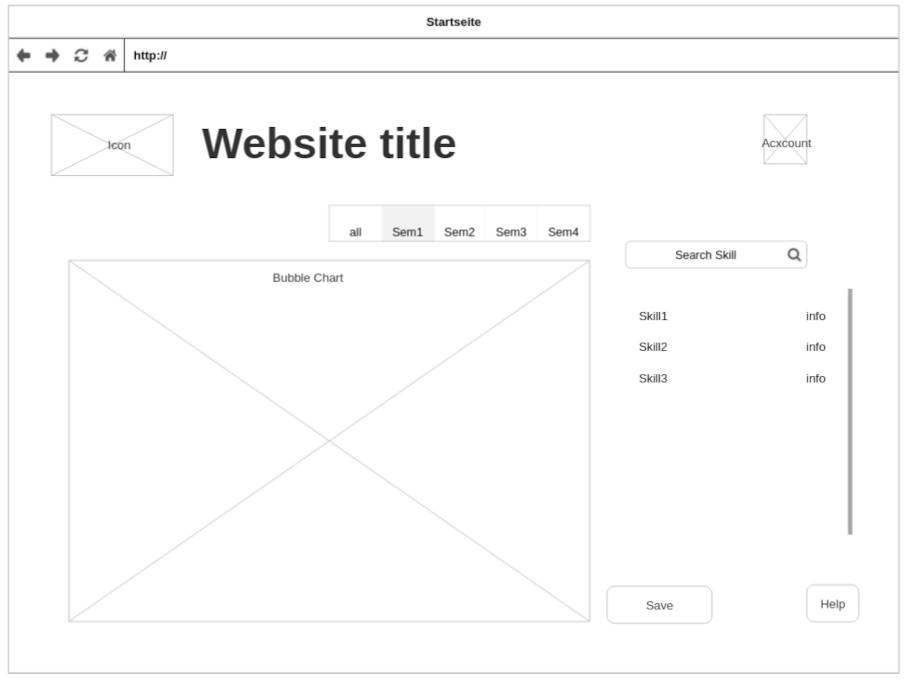 Startseite
http://
Icon
Website title
Acxcount
all Sem1 Sem2 Sem3 Sem4
Search Skill
Bubble Chart
Skill1 info
Skill2 info
Skill3 info
Save
Help